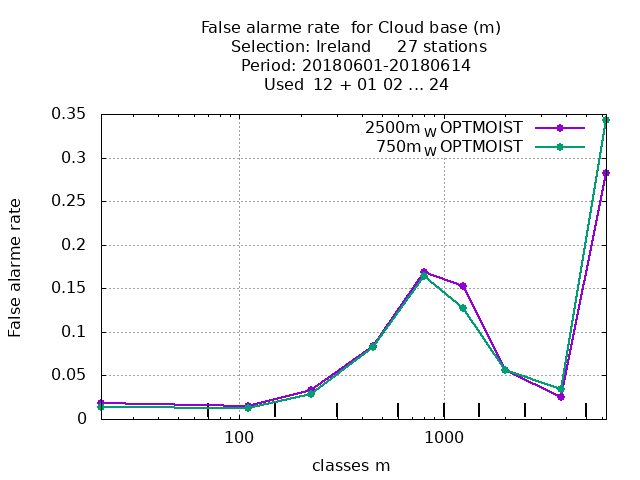 False alarme rate  for Cloud base (m)
Selection: Ireland     27 stations
Period: 20180601-20180614
Used  12 + 01 02 ... 24
0.35
0.3
0.25
0.2
0.15
0.1
0.05
0
False alarme rate
2500m W OPTMOIST
750m W OPTMOIST
100
1000
classes m